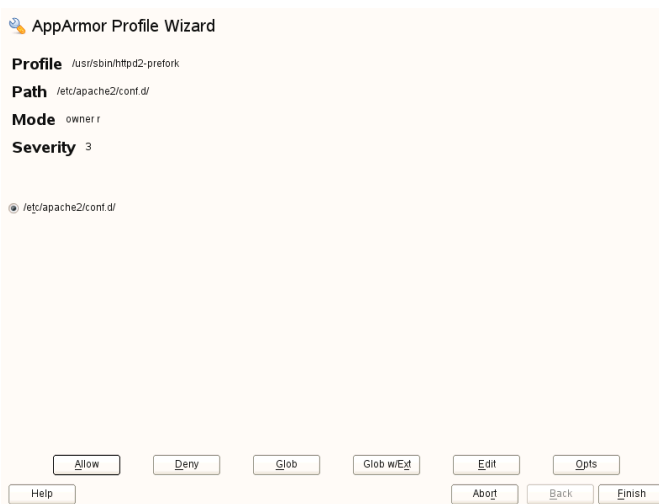 AppArmor Profile Wizard
Profile /usr/sbin/httpd2-prefork
Path /etc/apache2/conf.d/
Mode owner r
Severity 3
/etc/apache2/conf.d/
Allow Deny Glob Glob w/Ext Edit Opts
Help Abort Back Finish